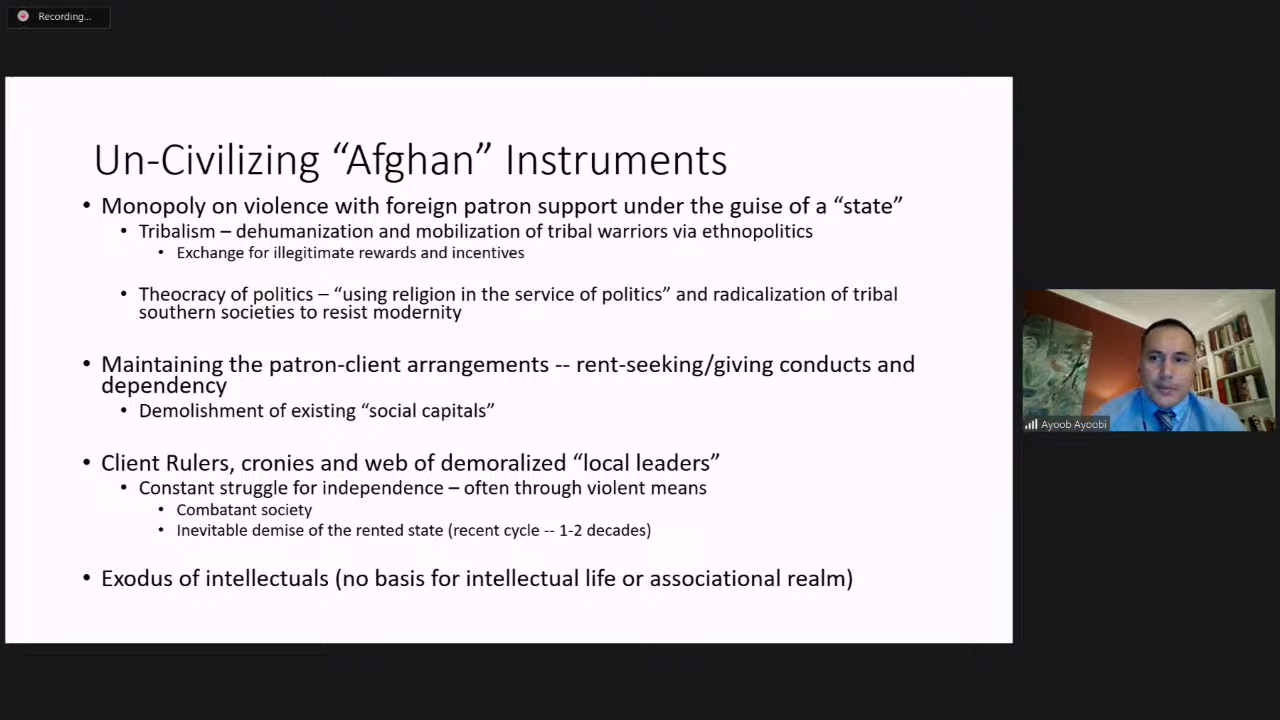 Recording...
Un-Civilizing “Afghan” Instruments
• Monopoly on violence with foreign patron support under the guise of a “state”
• Tribalism – dehumanization and mobilization of tribal warriors via ethnopolitics
• Exchange for illegitimate rewards and incentives
• Theocracy of politics – “using religion in the service of politics” and radicalization of tribal
southern societies to resist modernity
• Maintaining the patron-client arrangements -- rent-seeking/giving conducts and
dependency
• Demolishment of existing “social capitals”
• Client Rulers, cronies and web of demoralized “local leaders”
• Constant struggle for independence – often through violent means
• Combatant society
• Inevitable demise of the rented state (recent cycle -- 1-2 decades)
• Exodus of intellectuals (no basis for intellectual life or associational realm)
Ayoob Ayoobi